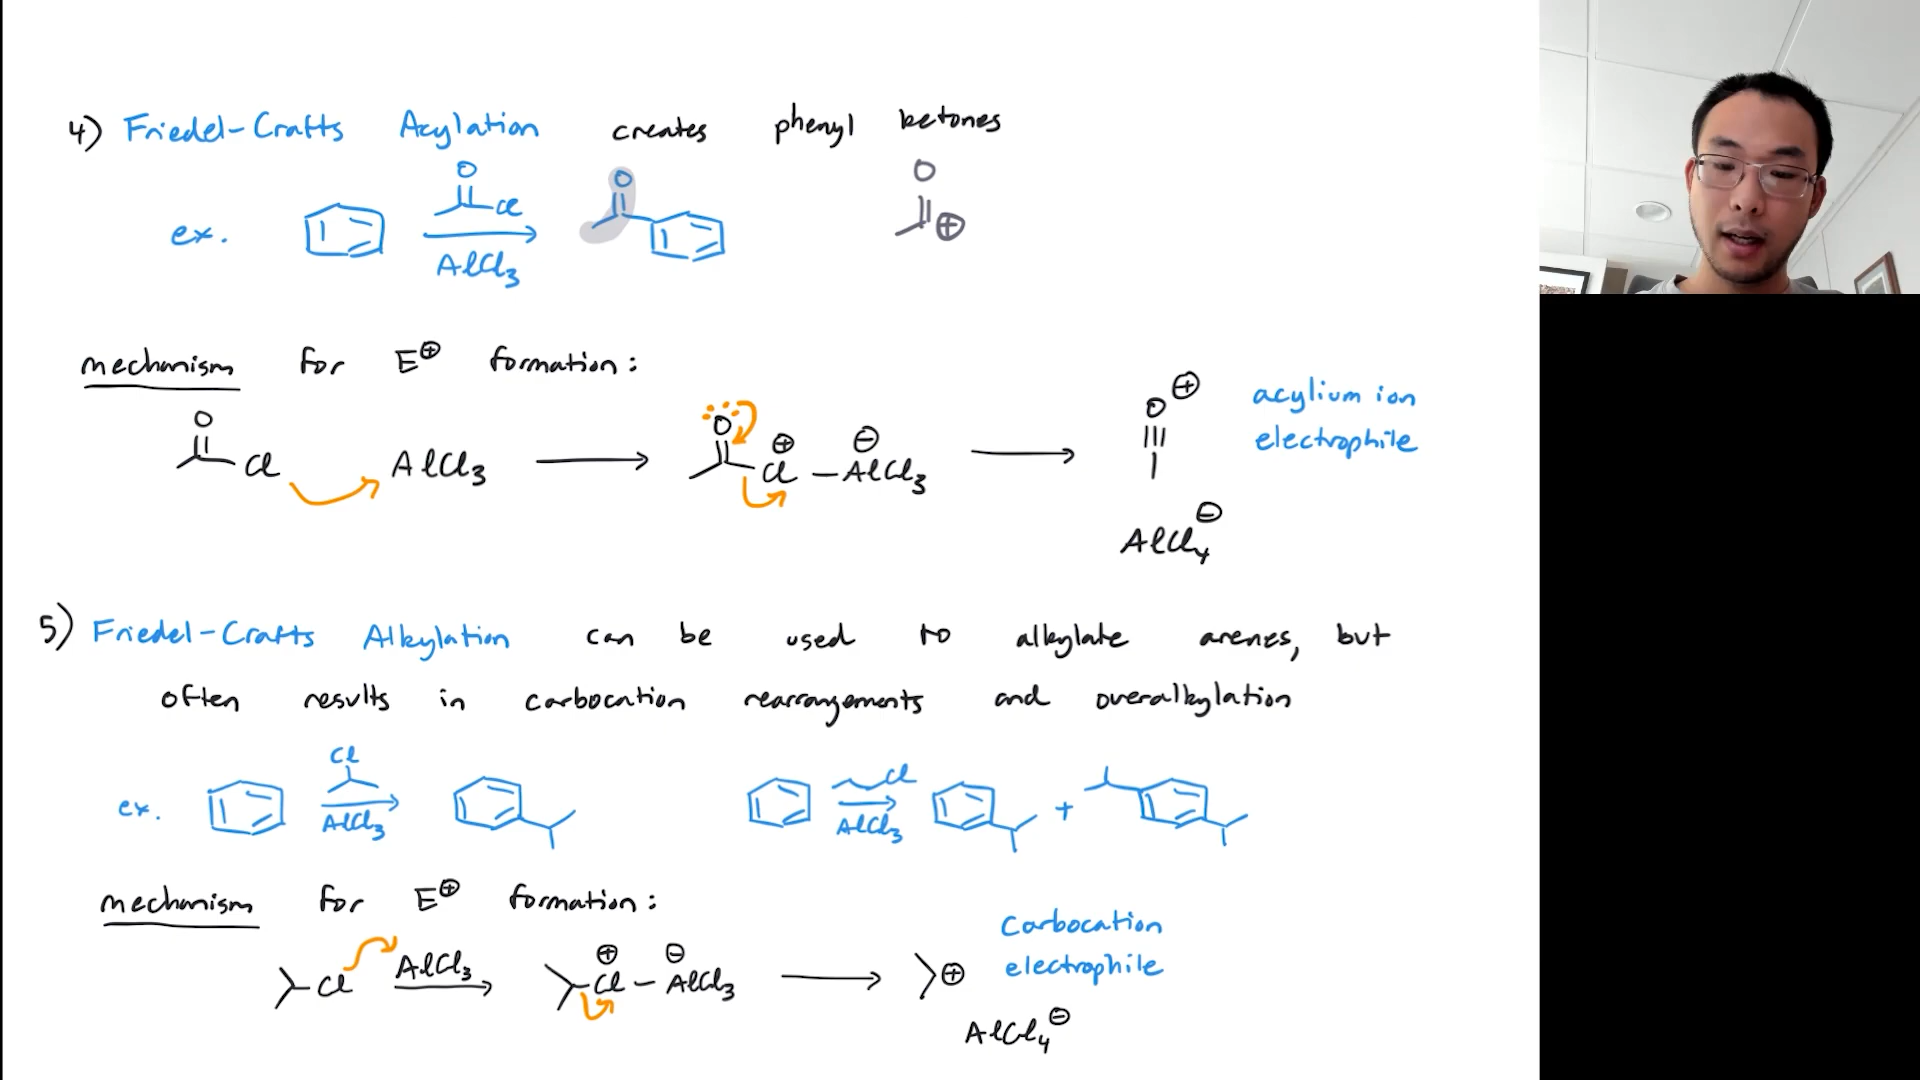 4) Friedel-Crafts Acylation creates phenyl ketones
O O O
ex. Cl ⊕
AlCl3
mechanism for E⊕ formation:
O O O⊕ acylium ion
electrophile
Cl AlCl3 Cl⊕ — AlCl3⊖
AlCl4⊖
5) Friedel-Crafts Alkylation can be used to alkylate arenes, but
often results in carbocation rearrangements and overalkylation
Cl Cl
ex. AlCl3 AlCl3 +
mechanism for E⊕ formation:
Carbocation
electrophile
Cl AlCl3 Cl⊕ — AlCl3⊖ ⊕
AlCl4⊖